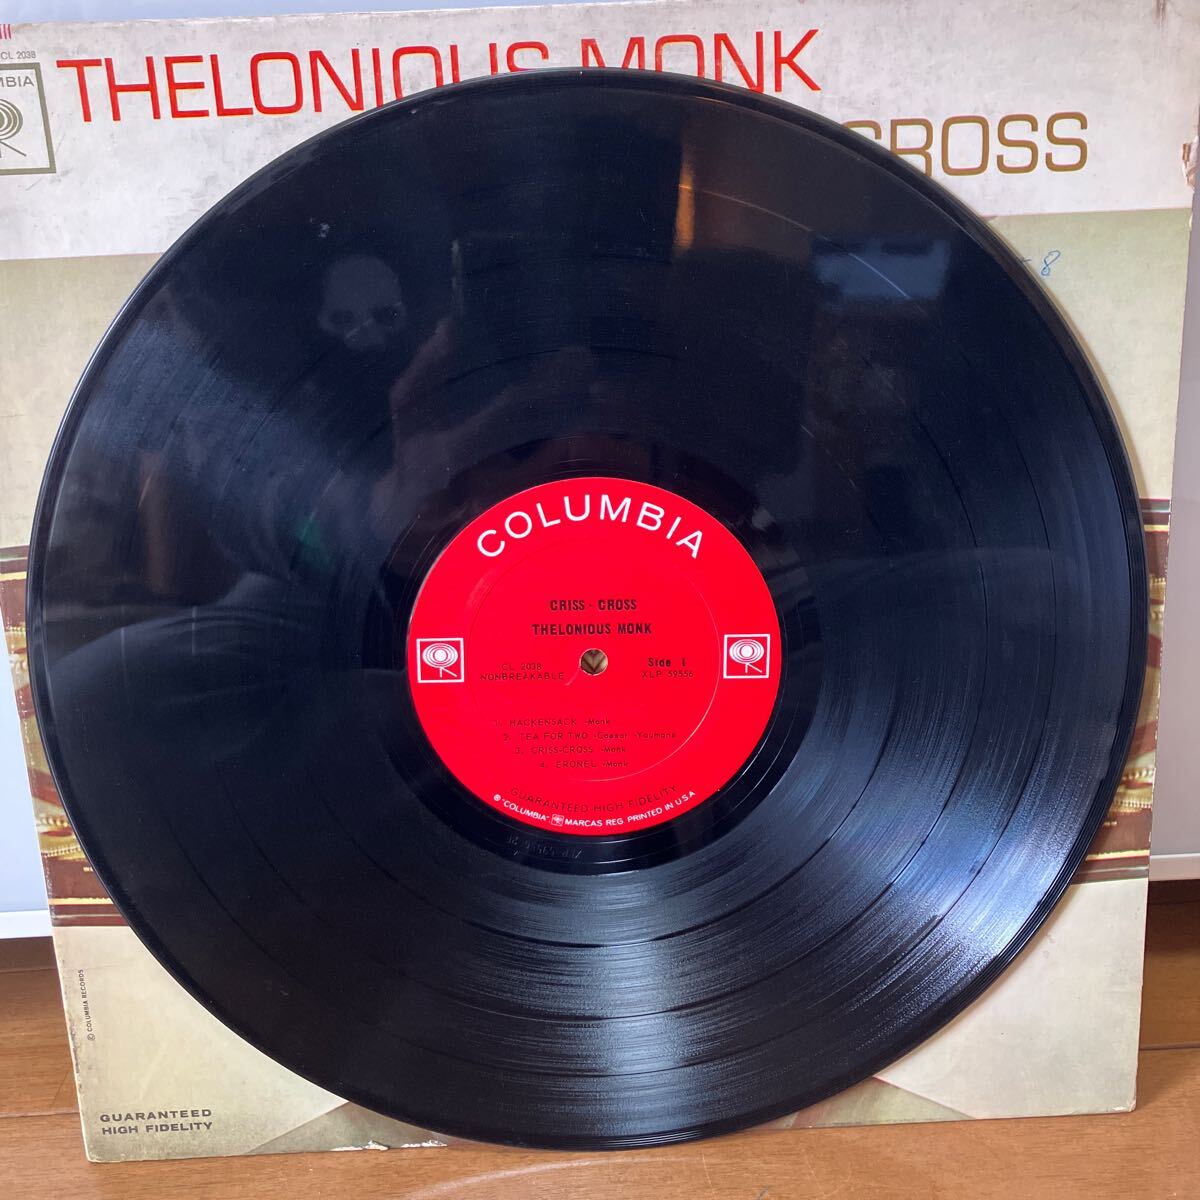 CL 2038
THELONIOUS MONK
CROSS
8
COLUMBIA
CRISS - CROSS
THELONIOUS MONK
CL 2038
NONBREAKABLE
Side 1
XLP 59556
1. HACKENSACK -Monk
2. TEA FOR TWO -Caesar -Youmans
3. CRISS-CROSS -Monk
4. ERONEL -Monk
GUARANTEED HIGH FIDELITY
® "COLUMBIA" MARCAS REG. PRINTED IN U.S.A.
© COLUMBIA RECORDS
GUARANTEED
HIGH FIDELITY